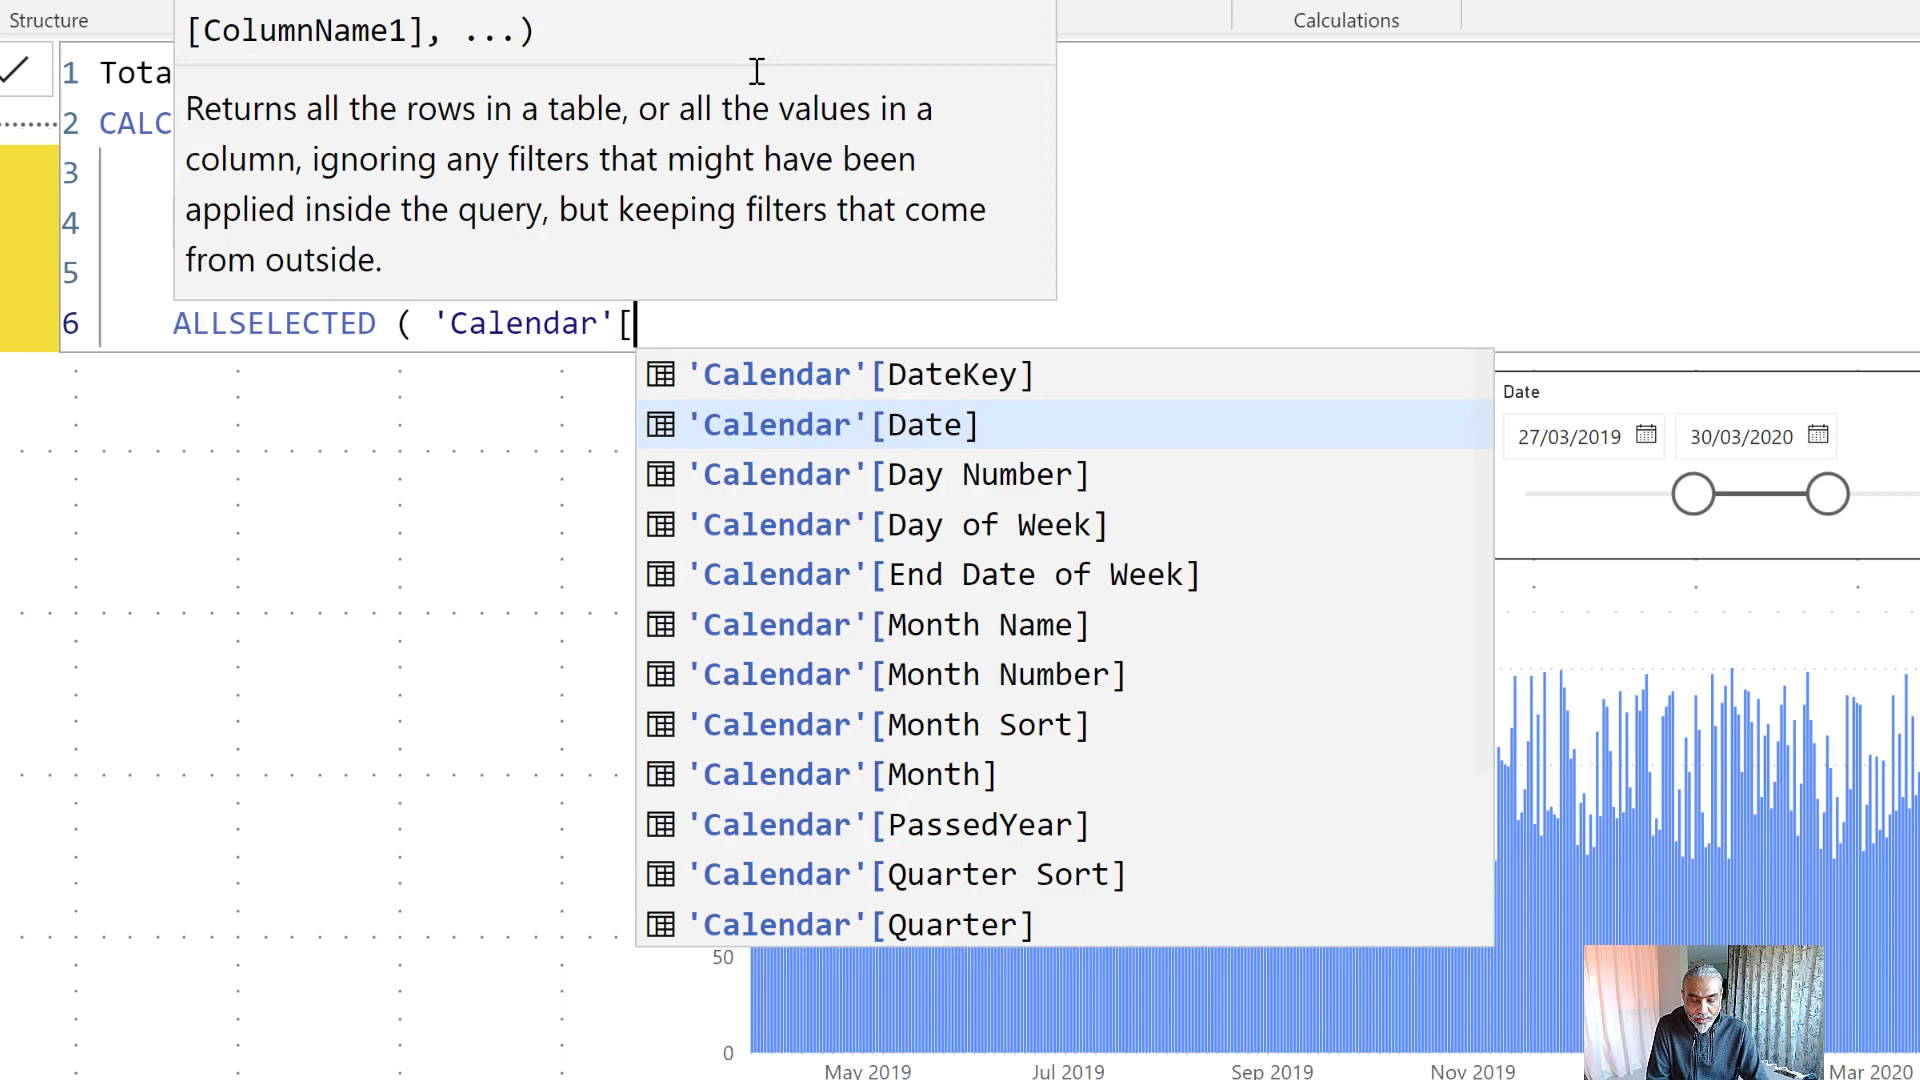 Structure
Calculations
[ColumnName1], ...)
1 Tota
Returns all the rows in a table, or all the values in a
column, ignoring any filters that might have been
applied inside the query, but keeping filters that come
from outside.
2 CALC
3
4
5
6 ALLSELECTED ( 'Calendar'[
'Calendar'[DateKey]
'Calendar'[Date]
'Calendar'[Day Number]
'Calendar'[Day of Week]
'Calendar'[End Date of Week]
'Calendar'[Month Name]
'Calendar'[Month Number]
'Calendar'[Month Sort]
'Calendar'[Month]
'Calendar'[PassedYear]
'Calendar'[Quarter Sort]
'Calendar'[Quarter]
Date
27/03/2019 30/03/2020
50
0
May 2019 Jul 2019 Sep 2019 Nov 2019 Mar 2020